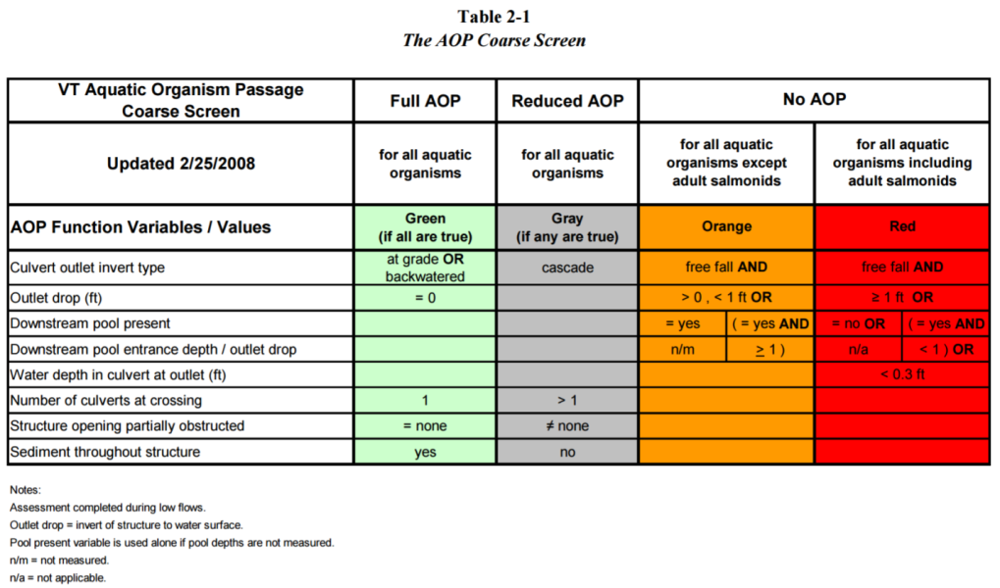 Table 2-1
The AOP Coarse Screen
VT Aquatic Organism Passage
Coarse Screen
Full AOP
Reduced AOP
No AOP
Updated 2/25/2008
for all aquatic
organisms
for all aquatic
organisms
for all aquatic
organisms except
adult salmonids
for all aquatic
organisms including
adult salmonids
AOP Function Variables / Values
Green
(if all are true)
Gray
(if any are true)
Orange
Red
Culvert outlet invert type
at grade OR
backwatered
cascade
free fall AND
free fall AND
Outlet drop (ft)
= 0
> 0 , < 1 ft OR
≥ 1 ft OR
Downstream pool present
= yes
( = yes AND
= no OR
( = yes AND
Downstream pool entrance depth / outlet drop
n/m
≥ 1 )
n/a
< 1 ) OR
Water depth in culvert at outlet (ft)
< 0.3 ft
Number of culverts at crossing
1
> 1
Structure opening partially obstructed
= none
≠ none
Sediment throughout structure
yes
no
Notes:
Assessment completed during low flows.
Outlet drop = invert of structure to water surface.
Pool present variable is used alone if pool depths are not measured.
n/m = not measured.
n/a = not applicable.